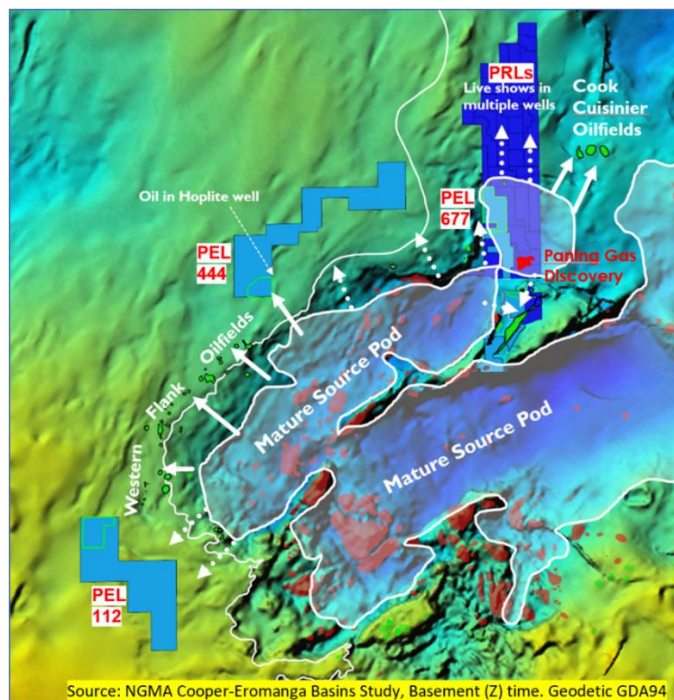 PRLs
Live shows in
multiple wells
Cook
Cuisinier
Oilfields
Oil in Hoplite well
PEL
677
PEL
444
Paning Gas
Discovery
Western Flank Oilfields
Mature Source Pod
Mature Source Pod
PEL
112
Source: NGMA Cooper-Eromanga Basins Study, Basement (Z) time. Geodetic GDA94